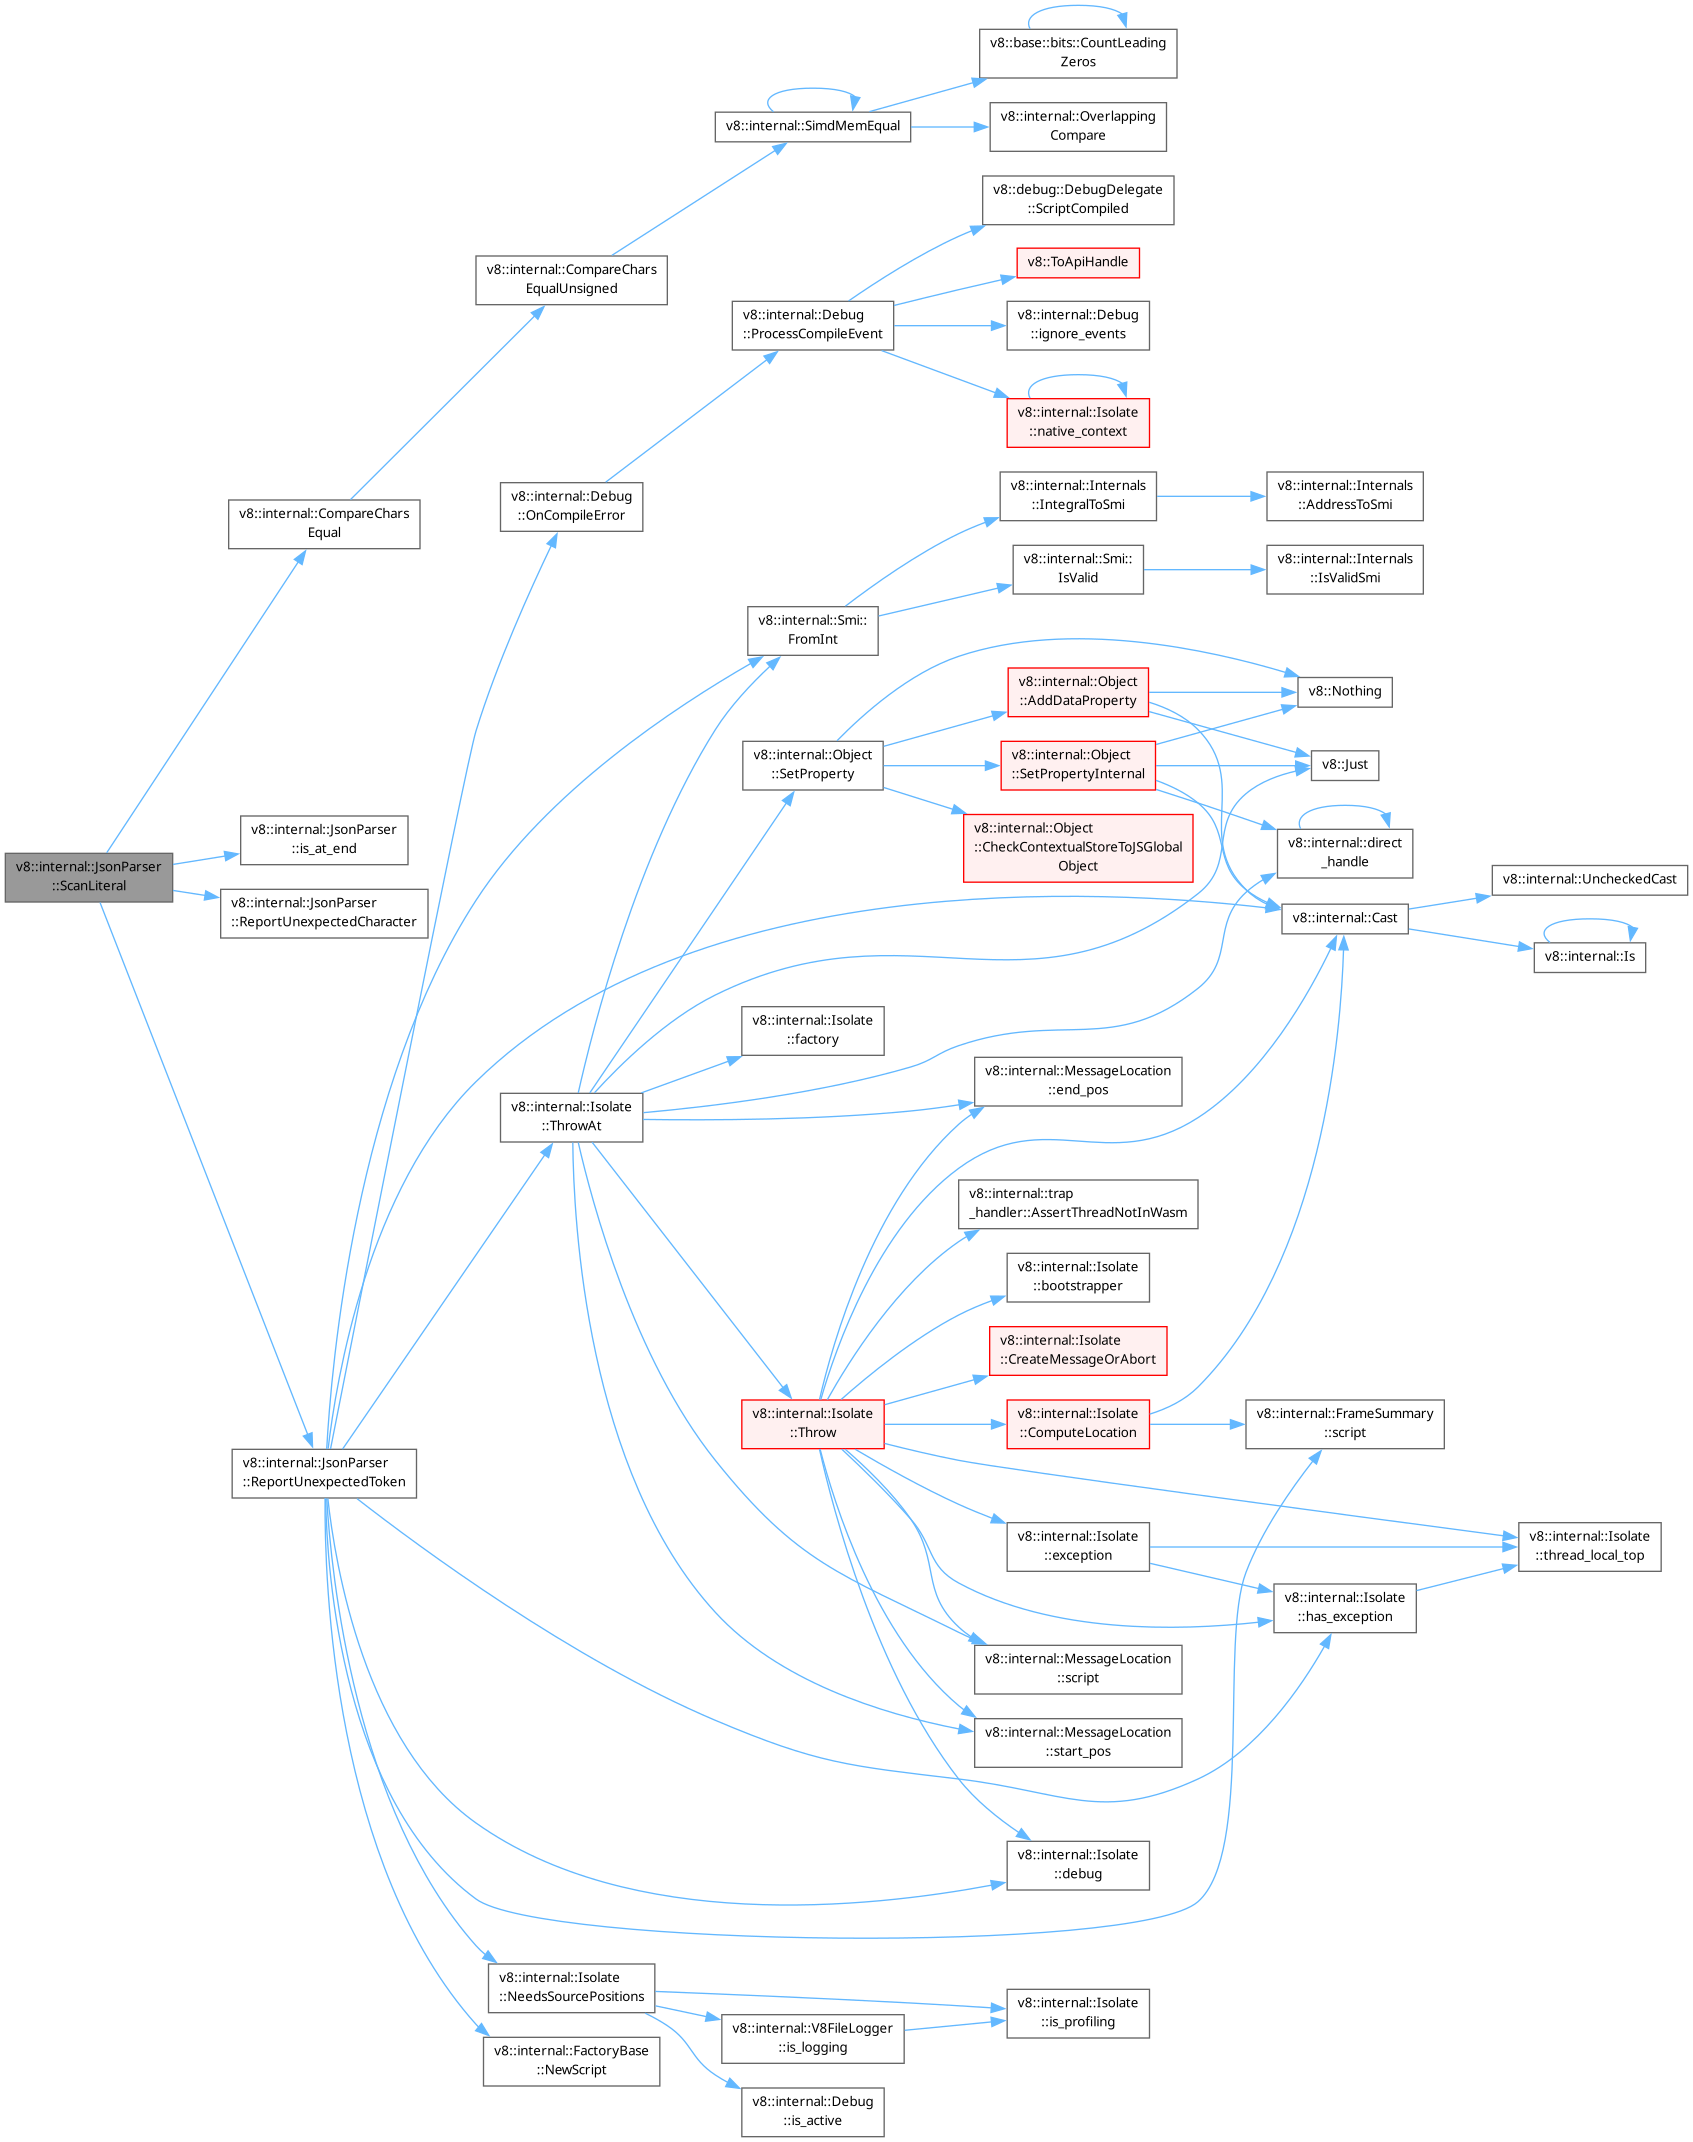 v8::base::bits::CountLeading
Zeros
v8::internal::SimdMemEqual
v8::internal::Overlapping
Compare
v8::debug::DebugDelegate
::ScriptCompiled
v8::ToApiHandle
v8::internal::CompareChars
EqualUnsigned
v8::internal::Debug
::ProcessCompileEvent
v8::internal::Debug
::ignore_events
v8::internal::Isolate
::native_context
v8::internal::CompareChars
Equal
v8::internal::Debug
::OnCompileError
v8::internal::Internals
::IntegralToSmi
v8::internal::Internals
::AddressToSmi
v8::internal::Smi::
IsValid
v8::internal::Internals
::IsValidSmi
v8::internal::Smi::
FromInt
v8::internal::Object
::AddDataProperty
v8::Nothing
v8::internal::Object
::SetProperty
v8::internal::Object
::SetPropertyInternal
v8::Just
v8::internal::Object
::CheckContextualStoreToJSGlobal
Object
v8::internal::direct
_handle
v8::internal::JsonParser
::is_at_end
v8::internal::JsonParser
::ScanLiteral
v8::internal::JsonParser
::ReportUnexpectedCharacter
v8::internal::Cast
v8::internal::UncheckedCast
v8::internal::Is
v8::internal::Isolate
::factory
v8::internal::MessageLocation
::end_pos
v8::internal::Isolate
::ThrowAt
v8::internal::trap
_handler::AssertThreadNotInWasm
v8::internal::Isolate
::bootstrapper
v8::internal::Isolate
::CreateMessageOrAbort
v8::internal::Isolate
::Throw
v8::internal::Isolate
::ComputeLocation
v8::internal::FrameSummary
::script
v8::internal::JsonParser
::ReportUnexpectedToken
v8::internal::Isolate
::exception
v8::internal::Isolate
::thread_local_top
v8::internal::Isolate
::has_exception
v8::internal::MessageLocation
::script
v8::internal::MessageLocation
::start_pos
v8::internal::Isolate
::debug
v8::internal::Isolate
::NeedsSourcePositions
v8::internal::Isolate
::is_profiling
v8::internal::V8FileLogger
::is_logging
v8::internal::FactoryBase
::NewScript
v8::internal::Debug
::is_active